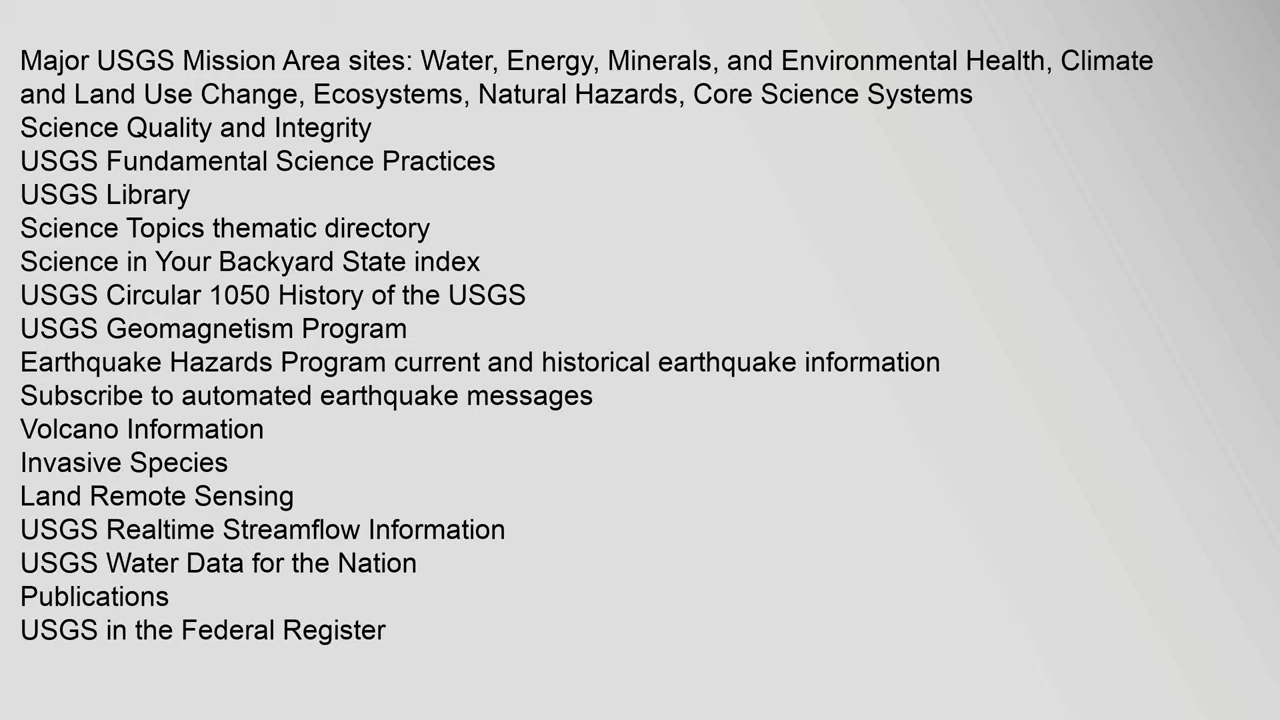 Major USGS Mission Area sites: Water, Energy, Minerals, and Environmental Health, Climate
and Land Use Change, Ecosystems, Natural Hazards, Core Science Systems
Science Quality and Integrity
USGS Fundamental Science Practices
USGS Library
Science Topics thematic directory
Science in Your Backyard State index
USGS Circular 1050 History of the USGS
USGS Geomagnetism Program
Earthquake Hazards Program current and historical earthquake information
Subscribe to automated earthquake messages
Volcano Information
Invasive Species
Land Remote Sensing
USGS Realtime Streamflow Information
USGS Water Data for the Nation
Publications
USGS in the Federal Register